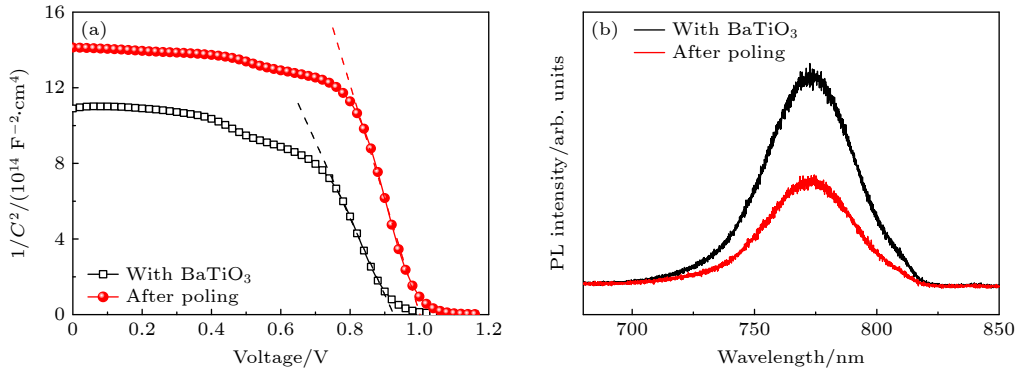 (a)
16
12
8
4
0
1/C²/(10¹⁴ F⁻²·cm⁴)
With BaTiO₃
After poling
0 0.2 0.4 0.6 0.8 1.0 1.2
Voltage/V
(b)
With BaTiO₃
After poling
PL intensity/arb. units
700 750 800 850
Wavelength/nm